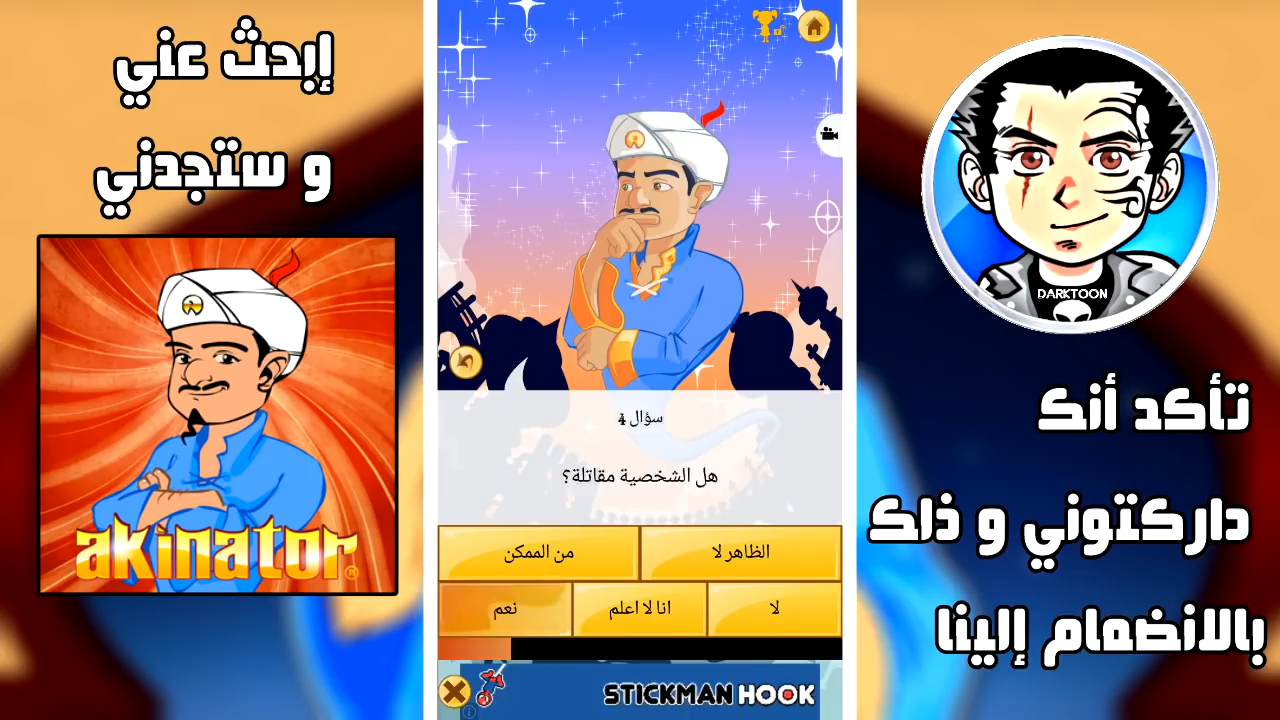 إبحث عني
و ستجدني
akinator®
سؤال 4
هل الشخصية مقاتلة؟
من الممكن
الظاهر لا
نعم
انا لا اعلم
لا
STICKMAN HOOK
DARKTOON
تأكد أنك
داركتوني و ذلك
بالانضمام إلينا